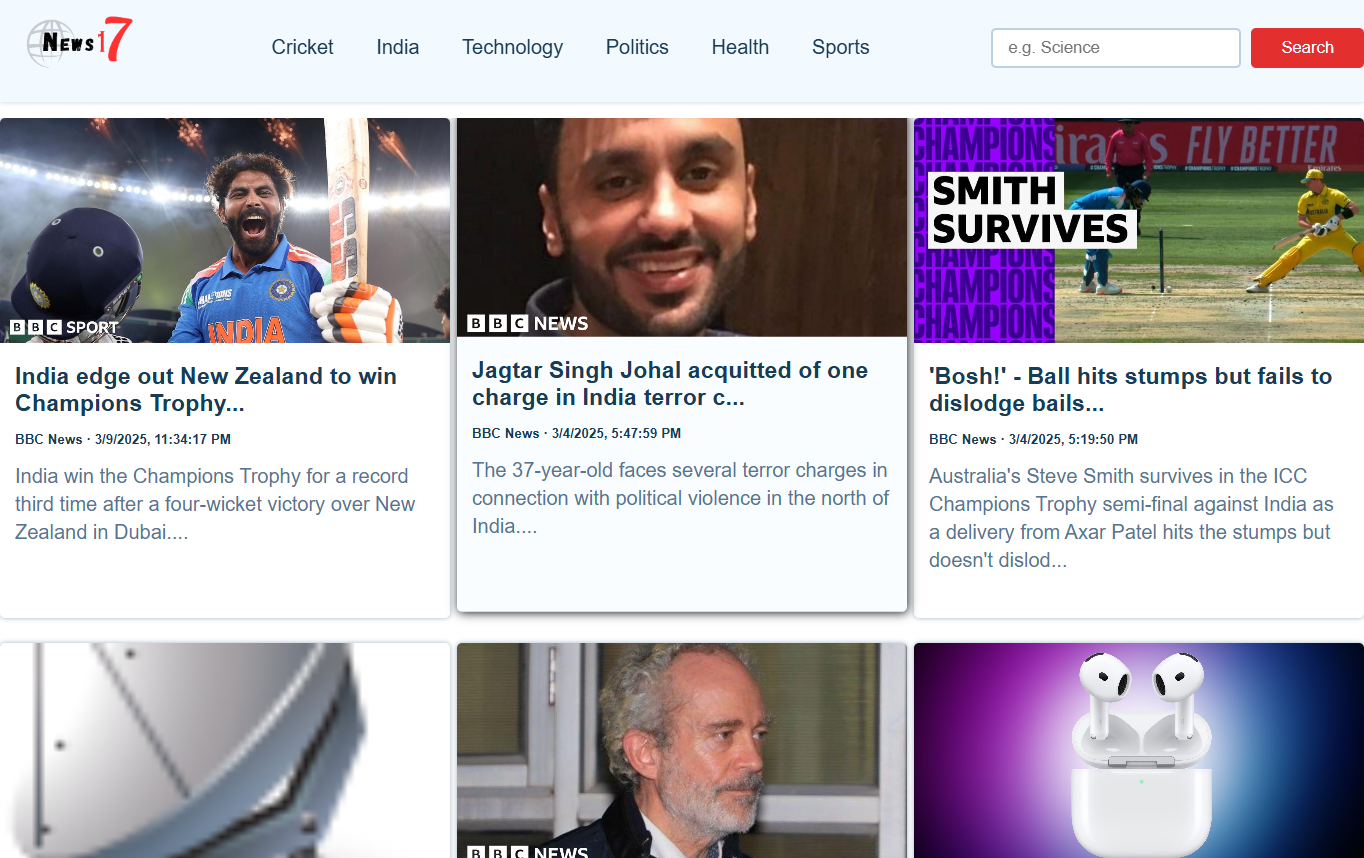 News17
Cricket India Technology Politics Health Sports
e.g. Science
Search
BBC SPORT
INDIA
India edge out New Zealand to win
Champions Trophy...
BBC News · 3/9/2025, 11:34:17 PM
India win the Champions Trophy for a record
third time after a four-wicket victory over New
Zealand in Dubai....
BBC NEWS
Jagtar Singh Johal acquitted of one
charge in India terror c...
BBC News · 3/4/2025, 5:47:59 PM
The 37-year-old faces several terror charges in
connection with political violence in the north of
India....
CHAMPIONS
SMITH
SURVIVES
CHAMPIONS
CHAMPIONS
CHAMPIONS
FLY BETTER
'Bosh!' - Ball hits stumps but fails to
dislodge bails...
BBC News · 3/4/2025, 5:19:50 PM
Australia's Steve Smith survives in the ICC
Champions Trophy semi-final against India as
a delivery from Axar Patel hits the stumps but
doesn't dislod...
BBC NEWS